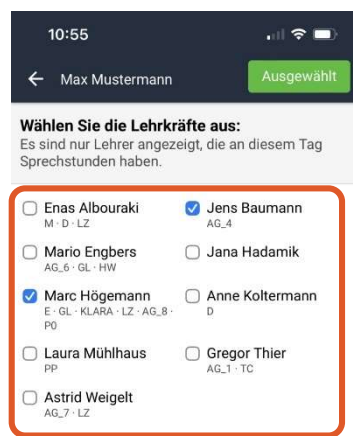 10:55
Max Mustermann
Ausgewählt
Wählen Sie die Lehrkräfte aus:
Es sind nur Lehrer angezeigt, die an diesem Tag
Sprechstunden haben.
Enas Albouraki
M · D · LZ
Jens Baumann
AG_4
Mario Engbers
AG_6 · GL · HW
Jana Hadamik
Marc Högemann
E · GL · KLARA · LZ · AG_8 ·
P0
Anne Koltermann
D
Laura Mühlhaus
PP
Gregor Thier
AG_1 · TC
Astrid Weigelt
AG_7 · LZ